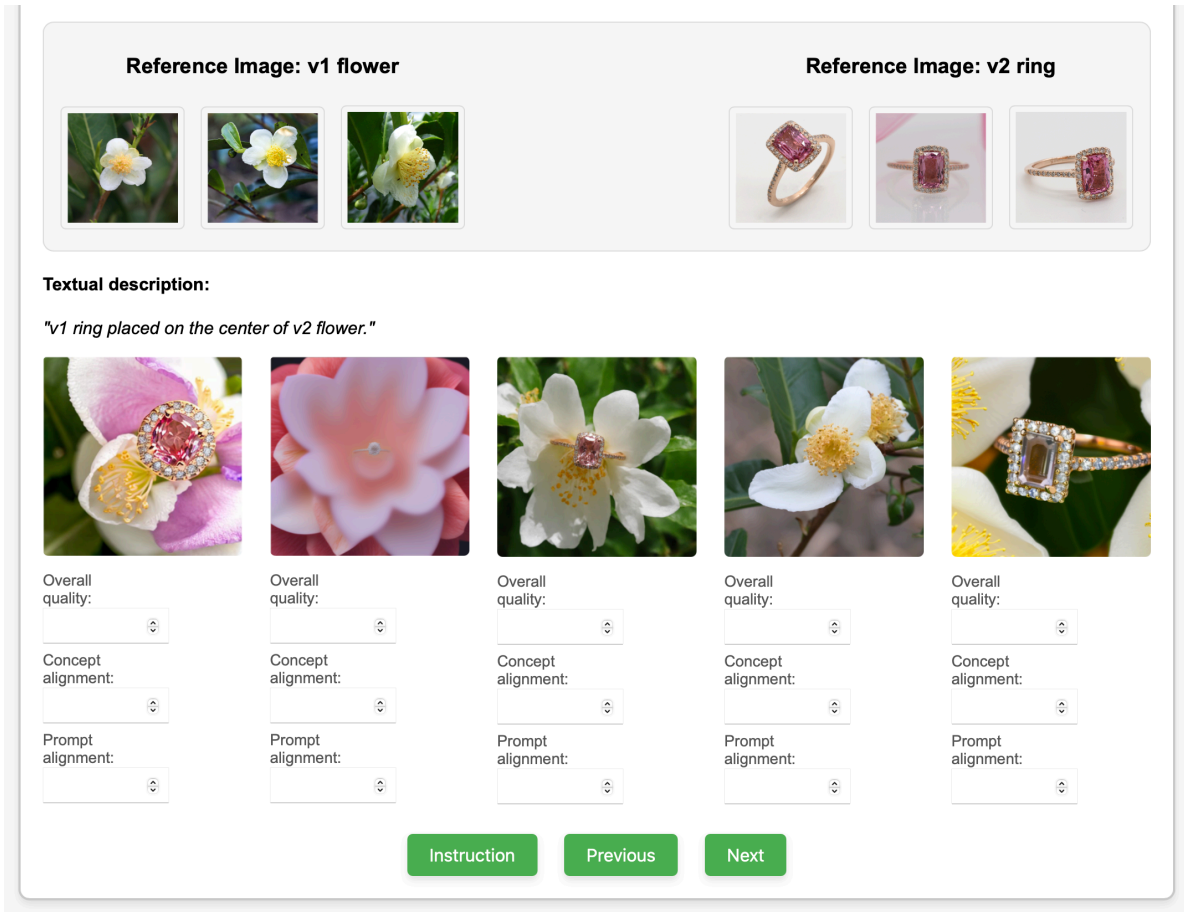 Reference Image: v1 flower
Reference Image: v2 ring
Textual description:
"v1 ring placed on the center of v2 flower."
Overall
quality:
Overall
quality:
Overall
quality:
Overall
quality:
Overall
quality:
Concept
alignment:
Concept
alignment:
Concept
alignment:
Concept
alignment:
Concept
alignment:
Prompt
alignment:
Prompt
alignment:
Prompt
alignment:
Prompt
alignment:
Prompt
alignment:
Instruction
Previous
Next